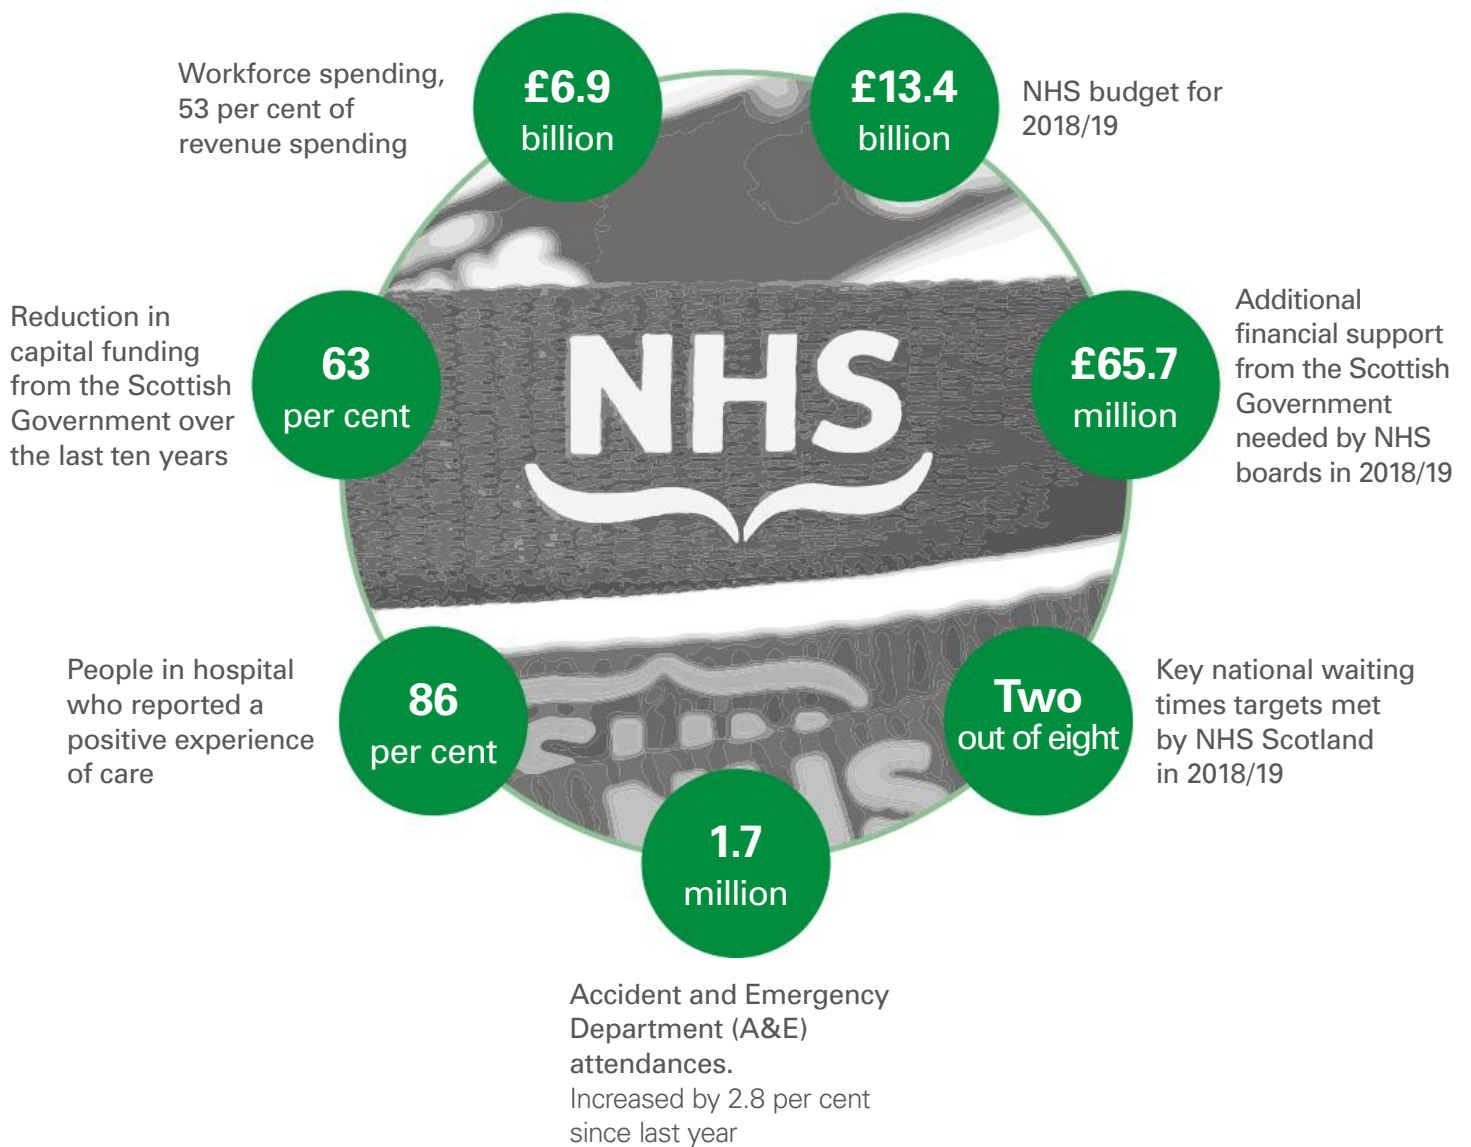 Workforce spending,
53 per cent of
revenue spending
£6.9
billion
£13.4
billion
NHS budget for
2018/19
Reduction in
capital funding
from the Scottish
Government over
the last ten years
63
per cent
NHS
£65.7
million
Additional
financial support
from the Scottish
Government
needed by NHS
boards in 2018/19
People in hospital
who reported a
positive experience
of care
86
per cent
Two
out of eight
Key national waiting
times targets met
by NHS Scotland
in 2018/19
1.7
million
Accident and Emergency
Department (A&E)
attendances.
Increased by 2.8 per cent
since last year